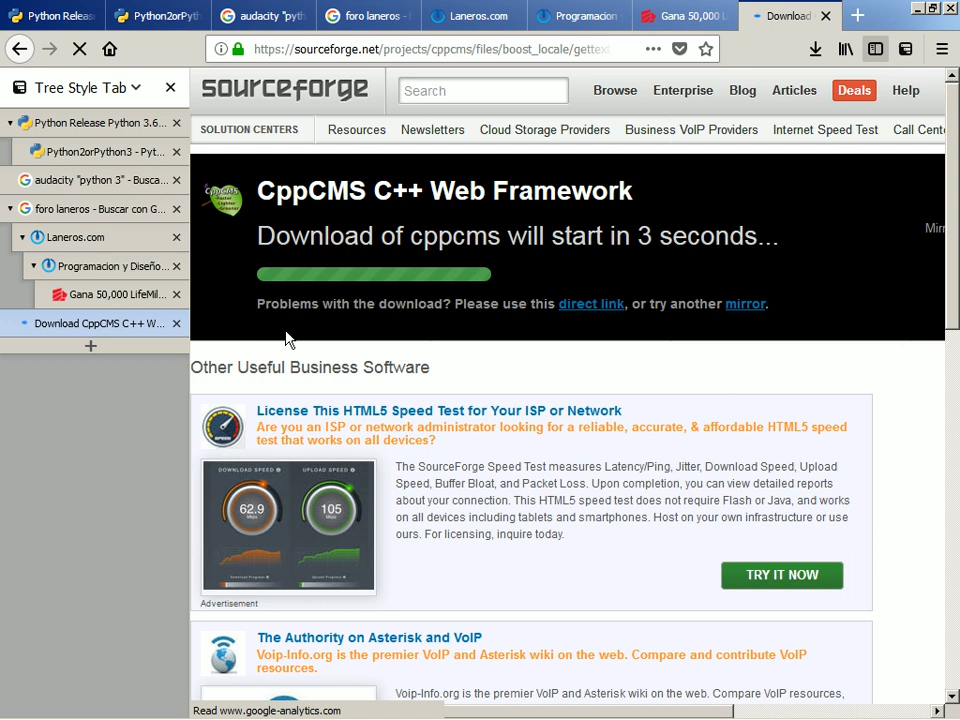 Python Releas
Python2orPyth
audacity "pyth
foro laneros -
Laneros.com
Programacion
Gana 50,000 L
Download
https://sourceforge.net/projects/cppcms/files/boost_locale/gettext
Tree Style Tab
sourceforge
Search
Browse
Enterprise
Blog
Articles
Deals
Help
Python Release Python 3.6...
SOLUTION CENTERS
Resources
Newsletters
Cloud Storage Providers
Business VoIP Providers
Internet Speed Test
Call Cente
Python2orPython3 - Pyt...
audacity "python 3" - Busca...
foro laneros - Buscar con G...
Laneros.com
Programacion y Diseño...
Gana 50,000 LifeMil...
Download CppCMS C++ W...
CppCMS C++ Web Framework
Download of cppcms will start in 3 seconds...
Mirr
Problems with the download? Please use this direct link, or try another mirror.
Other Useful Business Software
License This HTML5 Speed Test for Your ISP or Network
Are you an ISP or network administrator looking for a reliable, accurate, & affordable HTML5 speed
test that works on all devices?
DOWNLOAD SPEED
UPLOAD SPEED
62.9
105
The SourceForge Speed Test measures Latency/Ping, Jitter, Download Speed, Upload
Speed, Buffer Bloat, and Packet Loss. Upon completion, you can view detailed reports
about your connection. This HTML5 speed test does not require Flash or Java, and works
on all devices including tablets and smartphones. Host on your own infrastructure or use
ours. For licensing, inquire today.
TRY IT NOW
Advertisement
The Authority on Asterisk and VoIP
Voip-Info.org is the premier VoIP and Asterisk wiki on the web. Compare and contribute VoIP
resources.
Voip-Info.org is the premier VoIP and Asterisk wiki on the web. Compare VoIP resources,
Read www.google-analytics.com